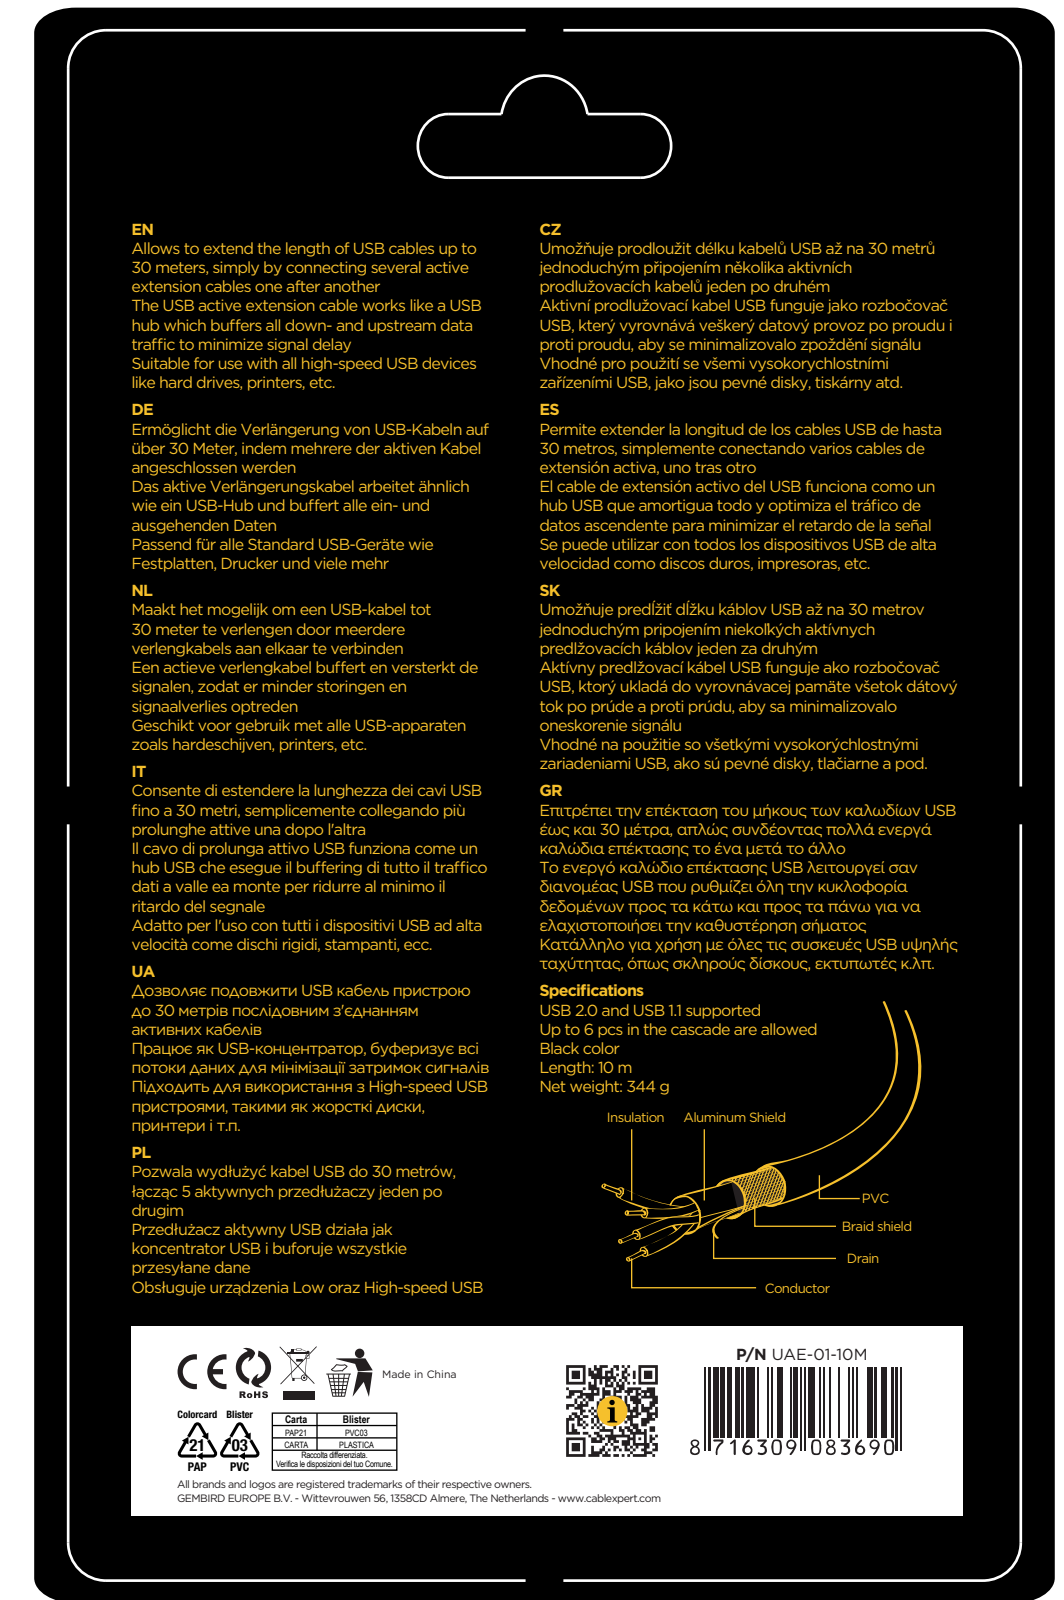 EN
Allows to extend the length of USB cables up to
30 meters, simply by connecting several active
extension cables one after another
The USB active extension cable works like a USB
hub which buffers all down- and upstream data
traffic to minimize signal delay
Suitable for use with all high-speed USB devices
like hard drives, printers, etc.
DE
Ermöglicht die Verlängerung von USB-Kabeln auf
über 30 Meter, indem mehrere der aktiven Kabel
angeschlossen werden
Das aktive Verlängerungskabel arbeitet ähnlich
wie ein USB-Hub und buffert alle ein- und
ausgehenden Daten
Passend für alle Standard USB-Geräte wie
Festplatten, Drucker und viele mehr
NL
Maakt het mogelijk om een USB-kabel tot
30 meter te verlengen door meerdere
verlengkabels aan elkaar te verbinden
Een actieve verlengkabel buffert en versterkt de
signalen, zodat er minder storingen en
signaalverlies optreden
Geschikt voor gebruik met alle USB-apparaten
zoals hardeschijven, printers, etc.
IT
Consente di estendere la lunghezza dei cavi USB
fino a 30 metri, semplicemente collegando più
prolunghe attive una dopo l'altra
Il cavo di prolunga attivo USB funziona come un
hub USB che esegue il buffering di tutto il traffico
dati a valle ea monte per ridurre al minimo il
ritardo del segnale
Adatto per l'uso con tutti i dispositivi USB ad alta
velocità come dischi rigidi, stampanti, ecc.
UA
Дозволяє подовжити USB кабель пристрою
до 30 метрів послідовним з'єднанням
активних кабелів
Працює як USB-концентратор, буферизує всі
потоки даних для мінімізації затримок сигналів
Підходить для використання з High-speed USB
пристроями, такими як жорсткі диски,
принтери і т.п.
PL
Pozwala wydłużyć kabel USB do 30 metrów,
łącząc 5 aktywnych przedłużaczy jeden po
drugim
Przedłużacz aktywny USB działa jak
koncentrator USB i buforuje wszystkie
przesyłane dane
Obsługuje urządzenia Low oraz High-speed USB
CZ
Umožňuje prodloužit délku kabelů USB až na 30 metrů
jednoduchým připojením několika aktivních
prodlužovacích kabelů jeden po druhém
Aktivní prodlužovací kabel USB funguje jako rozbočovač
USB, který vyrovnává veškerý datový provoz po proudu i
proti proudu, aby se minimalizovalo zpoždění signálu
Vhodné pro použití se všemi vysokorychlostními
zařízeními USB, jako jsou pevné disky, tiskárny atd.
ES
Permite extender la longitud de los cables USB de hasta
30 metros, simplemente conectando varios cables de
extensión activa, uno tras otro
El cable de extensión activo del USB funciona como un
hub USB que amortigua todo y optimiza el tráfico de
datos ascendente para minimizar el retardo de la señal
Se puede utilizar con todos los dispositivos USB de alta
velocidad como discos duros, impresoras, etc.
SK
Umožňuje predĺžiť dĺžku káblov USB až na 30 metrov
jednoduchým pripojením niekoľkých aktívnych
predlžovacích káblov jeden za druhým
Aktívny predlžovací kábel USB funguje ako rozbočovač
USB, ktorý ukladá do vyrovnávacej pamäte všetok dátový
tok po prúde a proti prúdu, aby sa minimalizovalo
oneskorenie signálu
Vhodné na použitie so všetkými vysokorýchlostnými
zariadeniami USB, ako sú pevné disky, tlačiarne a pod.
GR
Επιτρέπει την επέκταση του μήκους των καλωδίων USB
έως και 30 μέτρα, απλώς συνδέοντας πολλά ενεργά
καλώδια επέκτασης το ένα μετά το άλλο
Το ενεργό καλώδιο επέκτασης USB λειτουργεί σαν
διανομέας USB που ρυθμίζει όλη την κυκλοφορία
δεδομένων προς τα κάτω και προς τα πάνω για να
ελαχιστοποιήσει την καθυστέρηση σήματος
Κατάλληλο για χρήση με όλες τις συσκευές USB υψηλής
ταχύτητας, όπως σκληρούς δίσκους, εκτυπωτές κ.λπ.
Specifications
USB 2.0 and USB 1.1 supported
Up to 6 pcs in the cascade are allowed
Black color
Length: 10 m
Net weight: 344 g
Insulation
Aluminum Shield
PVC
Braid shield
Drain
Conductor
CE
RoHS
Made in China
Colorcard Blister
21 03
PAP PVC
Carta Blister
PAP21 PVC03
CARTA PLASTICA
Raccolta differenziata.
Verifica le disposizioni del tuo Comune.
i
P/N UAE-01-10M
8 716309 083690
All brands and logos are registered trademarks of their respective owners.
GEMBIRD EUROPE B.V. - Wittevrouwen 56, 1358CD Almere, The Netherlands - www.cablexpert.com